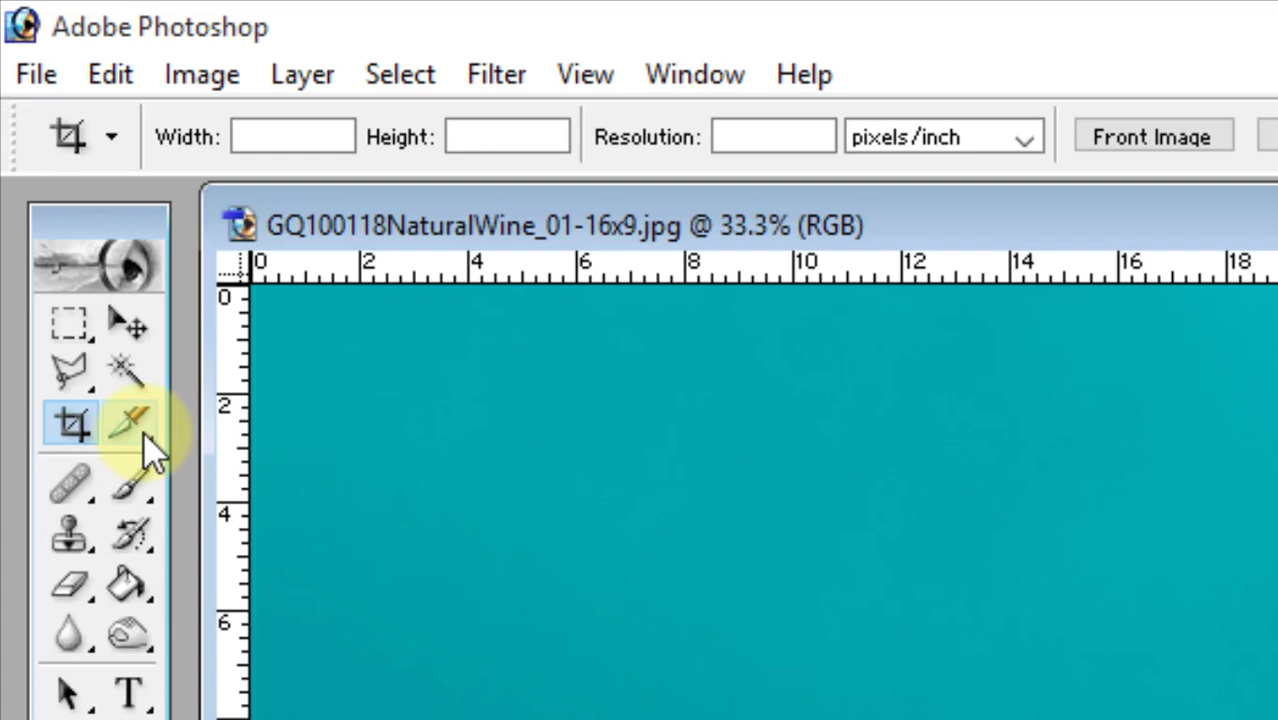 Adobe Photoshop
File Edit Image Layer Select Filter View Window Help
Width: Height: Resolution: pixels/inch Front Image
GQ100118NaturalWine_01-16x9.jpg @ 33.3% (RGB)
0 2 4 6 8 10 12 14 16 18
0
2
4
6
T